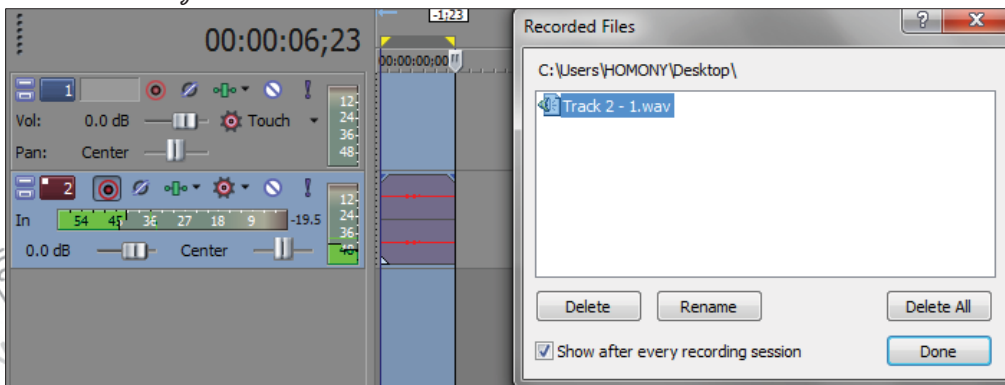 -1;23
00:00:06;23
00:00:00;00
1
12
24
36
48
Vol: 0.0 dB Touch
Pan: Center
2
12
24
36
48
In 54 45 36 27 18 9 -19.5
0.0 dB Center
Recorded Files
C:\Users\HOMONY\Desktop\
Track 2 - 1.wav
Delete Rename Delete All
Show after every recording session Done